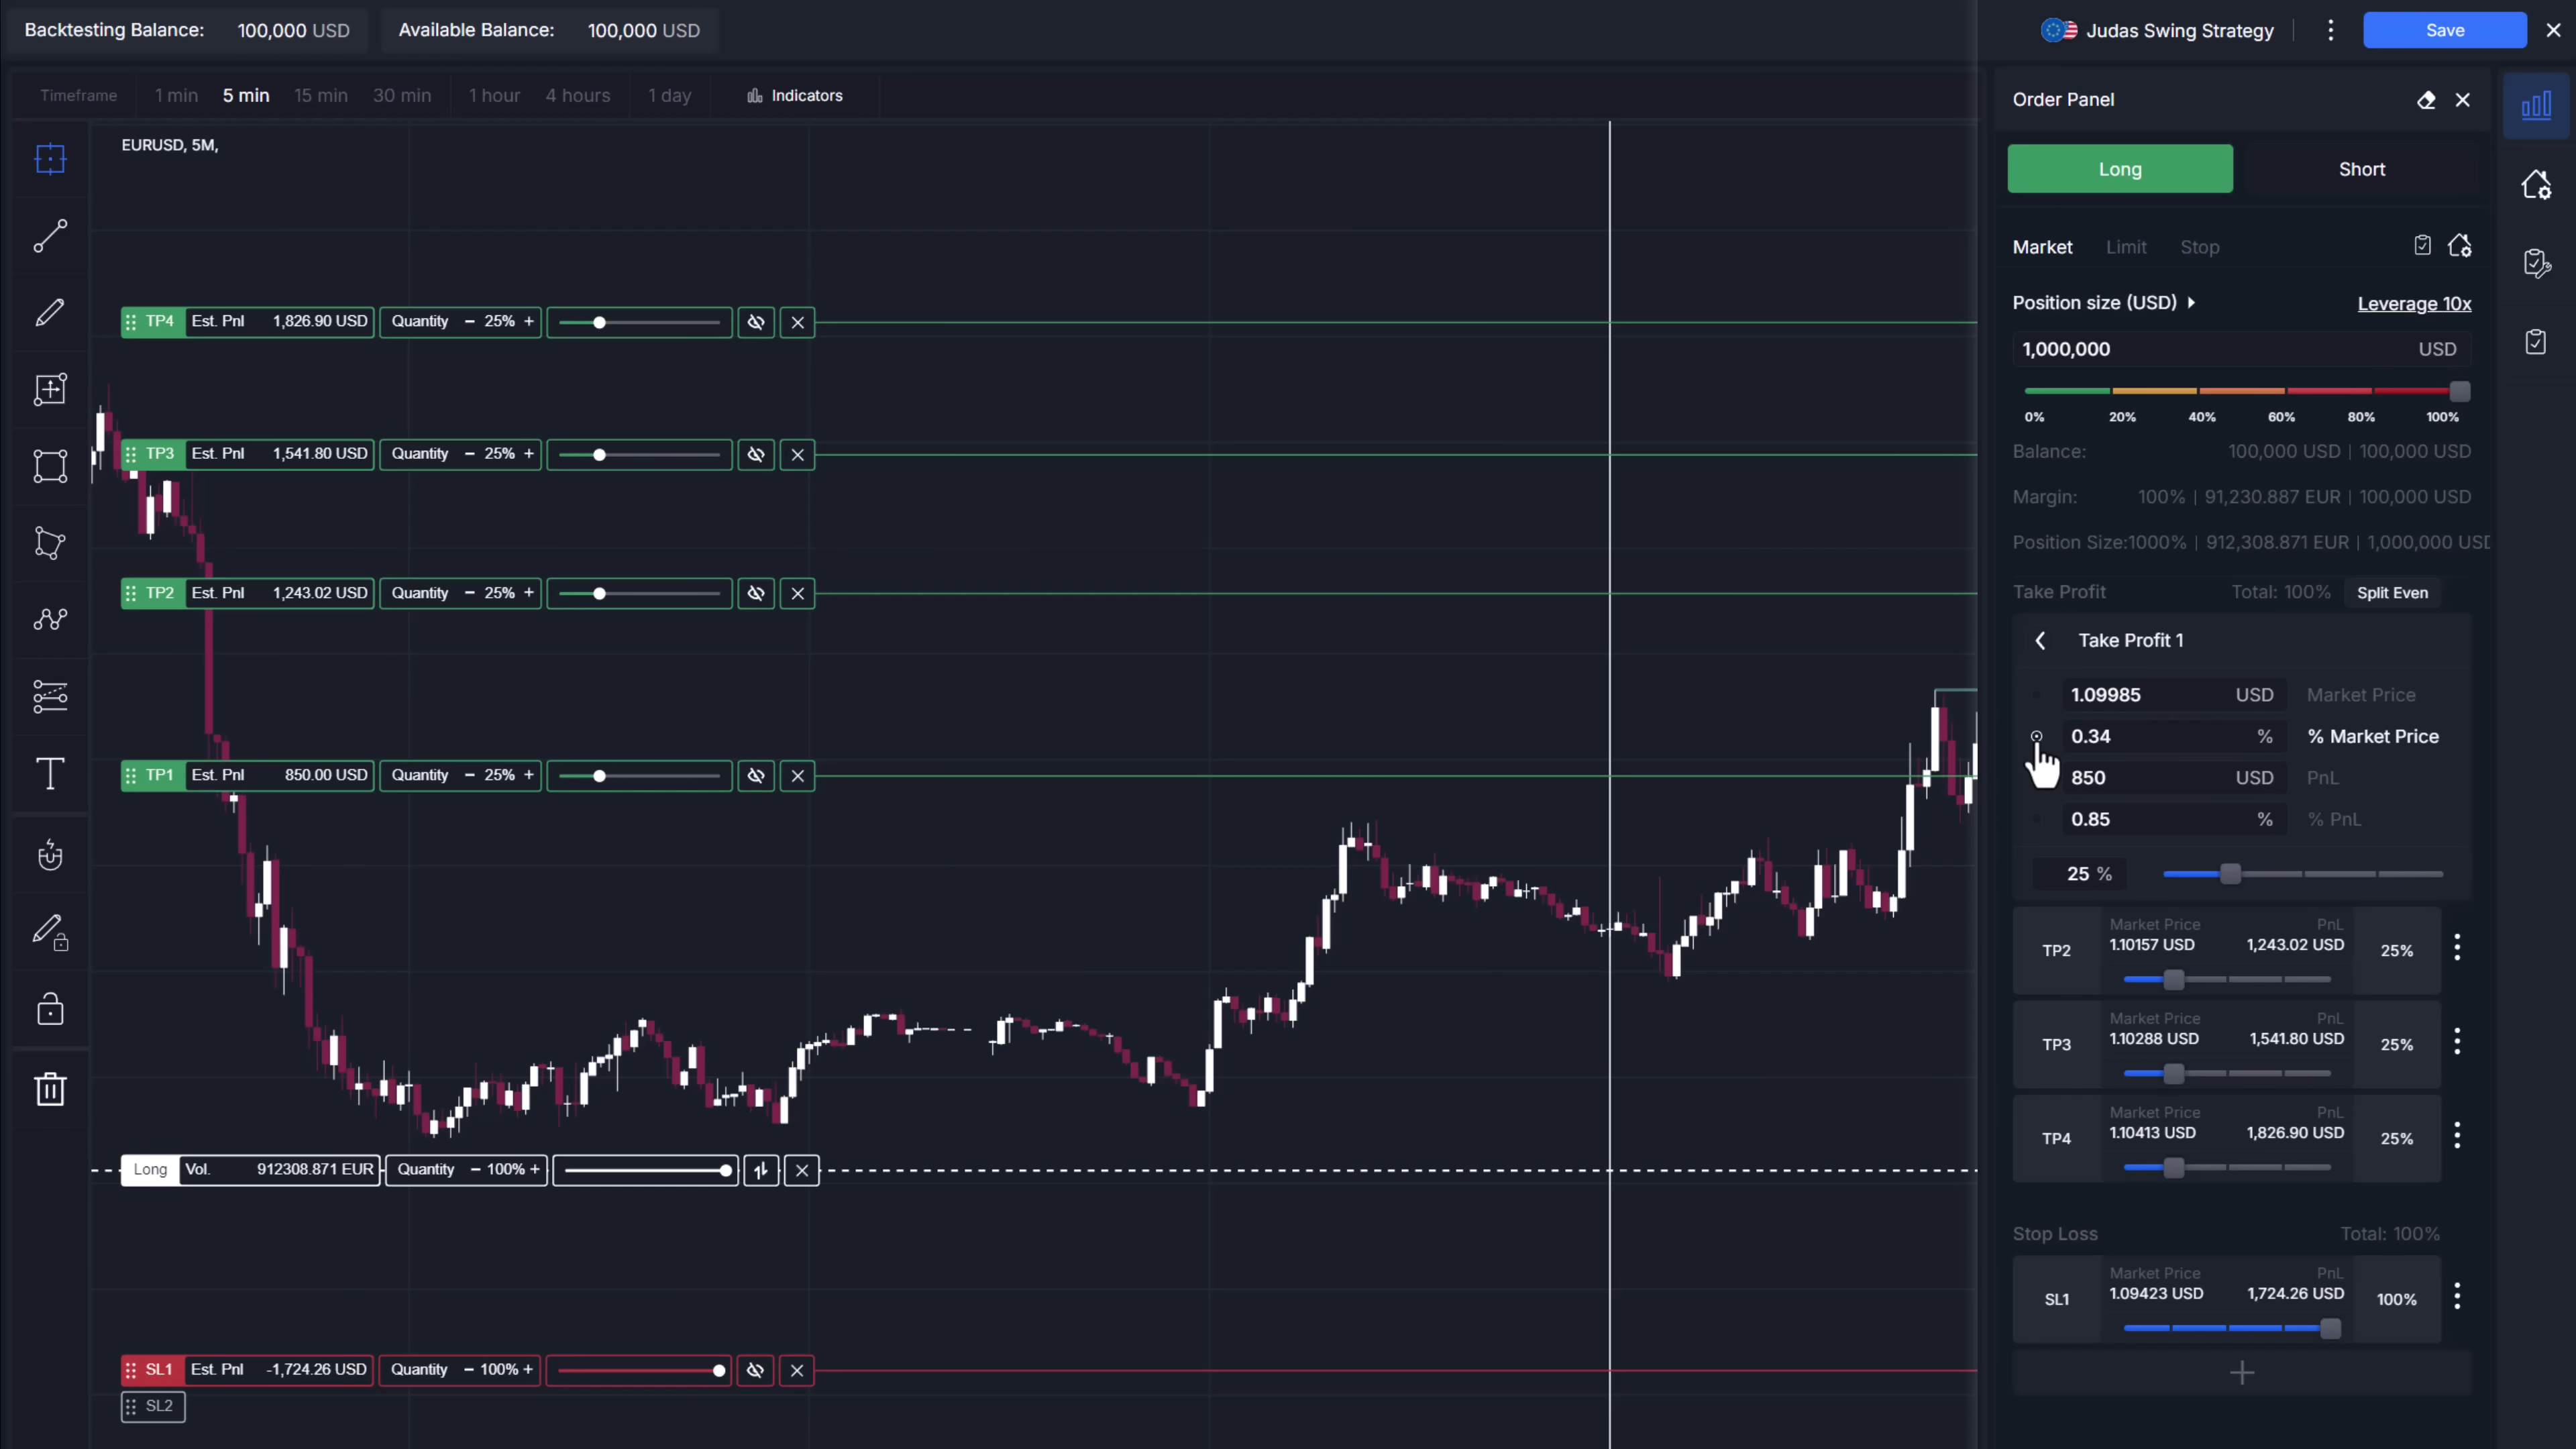 Backtesting Balance: 100,000 USD Available Balance: 100,000 USD Judas Swing Strategy Save
Timeframe 1 min 5 min 15 min 30 min 1 hour 4 hours 1 day Indicators
EURUSD, 5M,
TP4 Est. Pnl 1,826.90 USD Quantity - 25% +
TP3 Est. Pnl 1,541.80 USD Quantity - 25% +
TP2 Est. Pnl 1,243.02 USD Quantity - 25% +
TP1 Est. Pnl 850.00 USD Quantity - 25% +
Long Vol. 912308.871 EUR Quantity - 100% +
SL1 Est. Pnl -1,724.26 USD Quantity - 100% +
SL2
Order Panel
Long Short
Market Limit Stop
Position size (USD) Leverage 10x
1,000,000 USD
0% 20% 40% 60% 80% 100%
Balance: 100,000 USD | 100,000 USD
Margin: 100% | 91,230.887 EUR | 100,000 USD
Position Size:1000% | 912,308.871 EUR | 1,000,000 USD
Take Profit Total: 100% Split Even
Take Profit 1
1.09985 USD Market Price
0.34 % % Market Price
850 USD PnL
0.85 % % PnL
25 %
Market Price PnL
TP2 1.10157 USD 1,243.02 USD 25%
Market Price PnL
TP3 1.10288 USD 1,541.80 USD 25%
Market Price PnL
TP4 1.10413 USD 1,826.90 USD 25%
Stop Loss Total: 100%
Market Price PnL
SL1 1.09423 USD 1,724.26 USD 100%